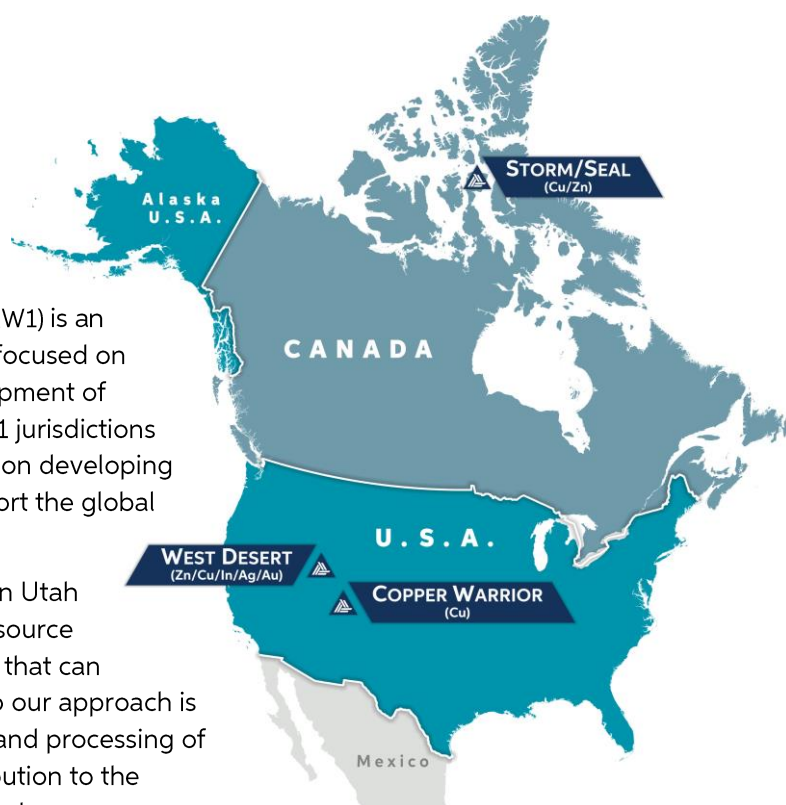 STORM/SEAL
(Cu/Zn)
Alaska
U.S.A.
CANADA
W1) is an
focused on
pment of
1 jurisdictions
on developing
ort the global
U.S.A.
WEST DESERT
(Zn/Cu/In/Ag/Au)
COPPER WARRIOR
(Cu)
n Utah
source
that can
o our approach is
and processing of
bution to the
Mexico